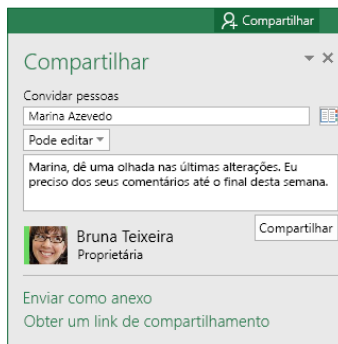 Compartilhar
Compartilhar
Convidar pessoas
Marina Azevedo
Pode editar
Marina, dê uma olhada nas últimas alterações. Eu
preciso dos seus comentários até o final desta semana.
Compartilhar
Bruna Teixeira
Proprietária
Enviar como anexo
Obter um link de compartilhamento